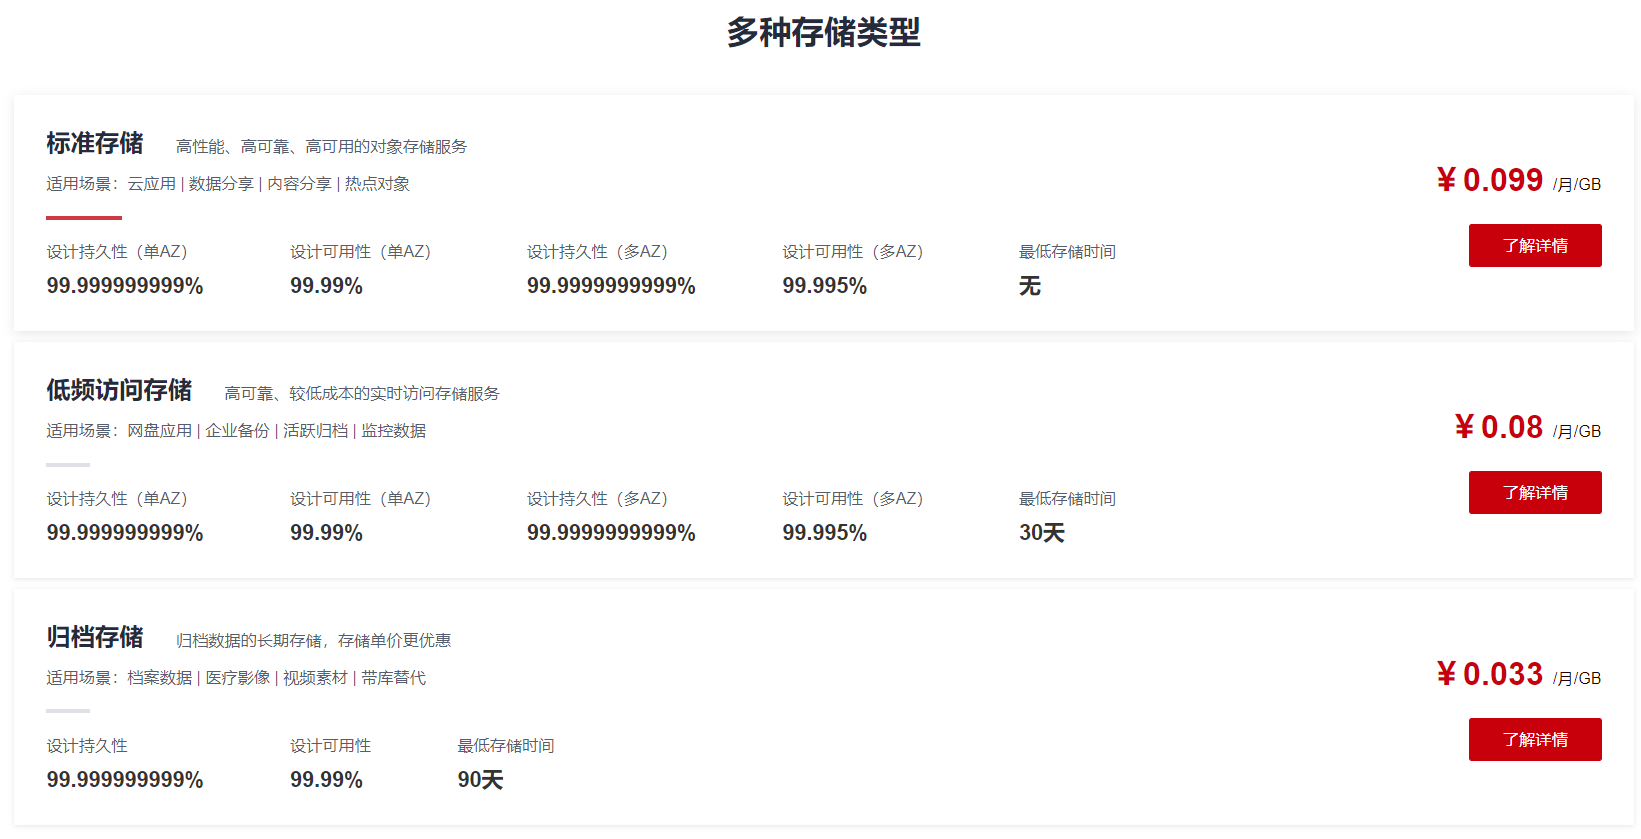 多种存储类型
标准存储 高性能、高可靠、高可用的对象存储服务
适用场景：云应用 | 数据分享 | 内容分享 | 热点对象
¥ 0.099 /月/GB
了解详情
设计持久性（单AZ） 设计可用性（单AZ） 设计持久性（多AZ） 设计可用性（多AZ） 最低存储时间
99.999999999% 99.99% 99.9999999999% 99.995% 无
低频访问存储 高可靠、较低成本的实时访问存储服务
适用场景：网盘应用 | 企业备份 | 活跃归档 | 监控数据
¥ 0.08 /月/GB
了解详情
设计持久性（单AZ） 设计可用性（单AZ） 设计持久性（多AZ） 设计可用性（多AZ） 最低存储时间
99.999999999% 99.99% 99.9999999999% 99.995% 30天
归档存储 归档数据的长期存储，存储单价更优惠
适用场景：档案数据 | 医疗影像 | 视频素材 | 带库替代
¥ 0.033 /月/GB
了解详情
设计持久性 设计可用性 最低存储时间
99.999999999% 99.99% 90天